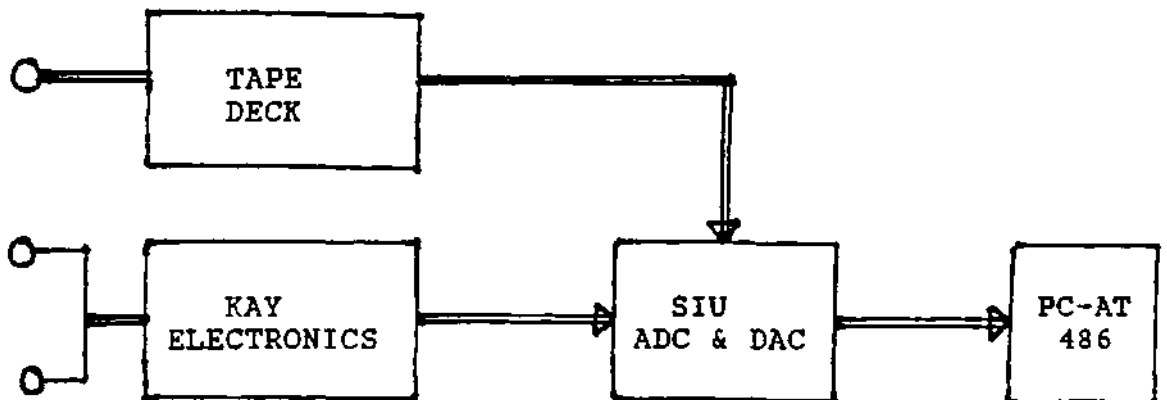 TAPE
DECK
KAY
ELECTRONICS
SIU
ADC & DAC
PC-AT
486